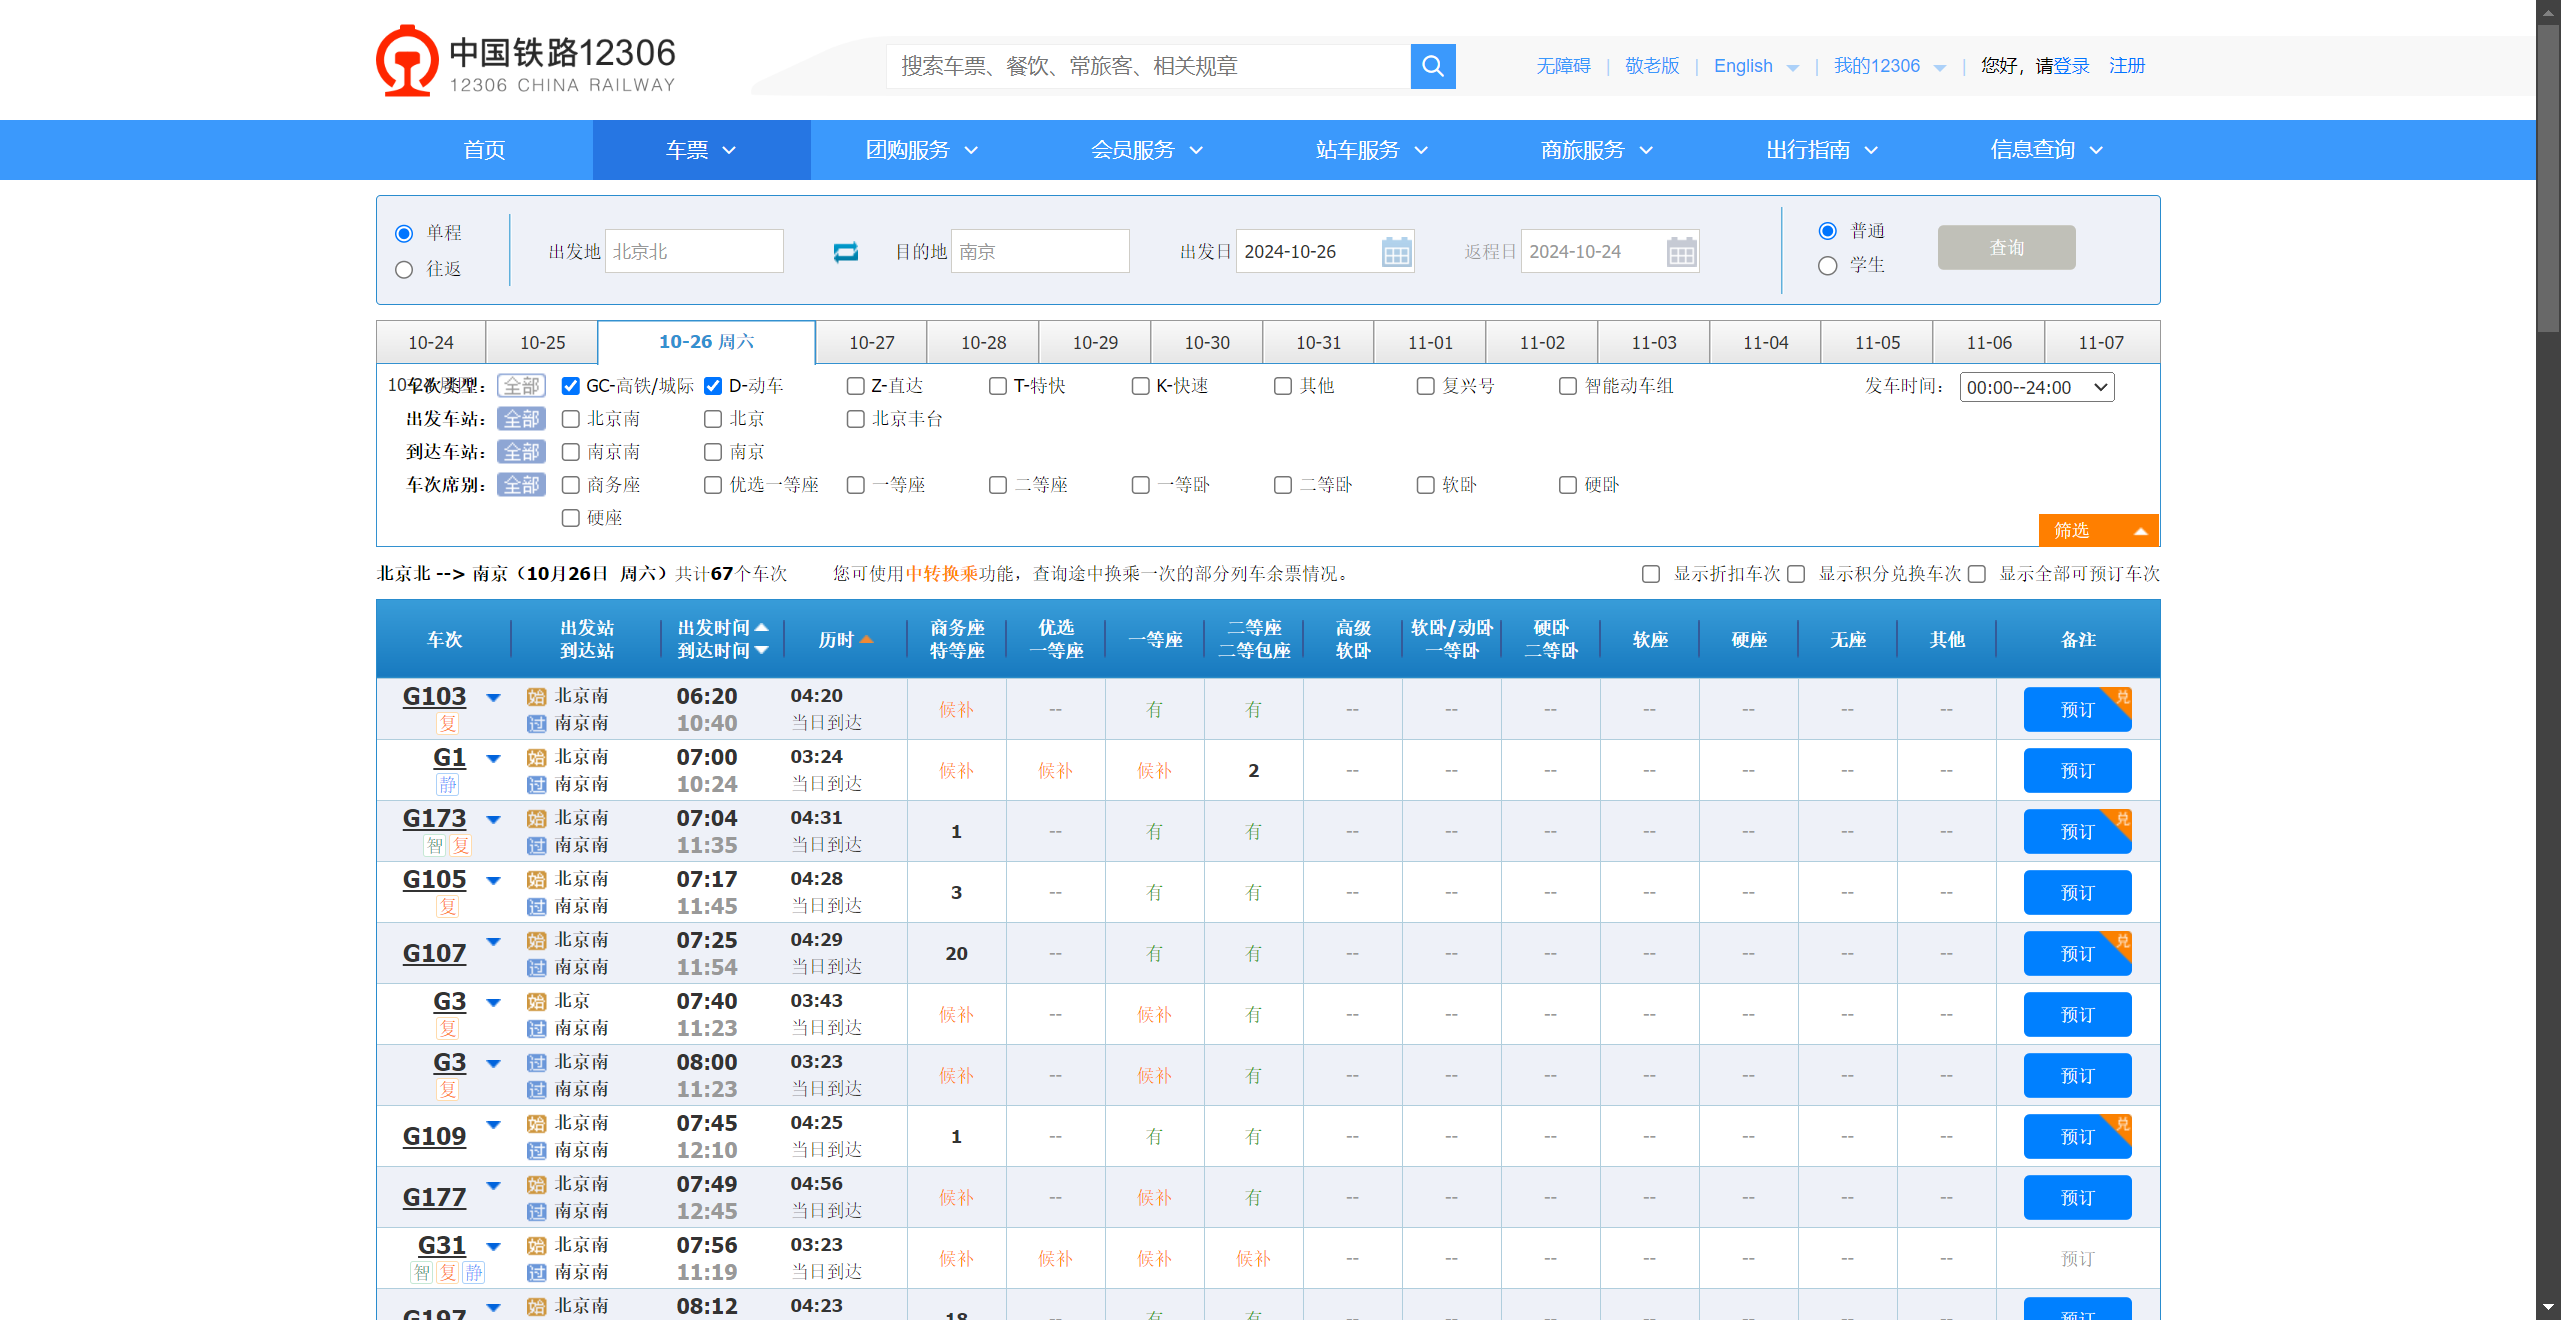 中国铁路12306
12306 CHINA RAILWAY
搜索车票、餐饮、常旅客、相关规章
无障碍 | 敬老版 | English | 我的12306 | 您好，请登录 注册
首页 车票 团购服务 会员服务 站车服务 商旅服务 出行指南 信息查询
单程
往返
出发地 北京北 目的地 南京 出发日 2024-10-26 返程日 2024-10-24
普通
学生
查询
10-24 10-25 10-26 周六 10-27 10-28 10-29 10-30 10-31 11-01 11-02 11-03 11-04 11-05 11-06 11-07
车次类型： 全部 GC-高铁/城际 D-动车 Z-直达 T-特快 K-快速 其他 复兴号 智能动车组 发车时间： 00:00--24:00
出发车站： 全部 北京南 北京 北京丰台
到达车站： 全部 南京南 南京
车次席别： 全部 商务座 优选一等座 一等座 二等座 一等卧 二等卧 软卧 硬卧
硬座
筛选
北京北 --> 南京（10月26日 周六）共计67个车次 您可使用中转换乘功能，查询途中换乘一次的部分列车余票情况。 显示折扣车次 显示积分兑换车次 显示全部可预订车次
车次 出发站 到达站 出发时间 到达时间 历时 商务座 特等座 优选 一等座 一等座 二等座 二等包座 高级 软卧 软卧/动卧 一等卧 硬卧 二等卧 软座 硬座 无座 其他 备注
G103 始 北京南 06:20 04:20 候补 -- 有 有 -- -- -- -- -- -- -- 预订 兑
复 过 南京南 10:40 当日到达
G1 始 北京南 07:00 03:24 候补 候补 候补 2 -- -- -- -- -- -- -- 预订
静 过 南京南 10:24 当日到达
G173 始 北京南 07:04 04:31 1 -- 有 有 -- -- -- -- -- -- -- 预订 兑
智 复 过 南京南 11:35 当日到达
G105 始 北京南 07:17 04:28 3 -- 有 有 -- -- -- -- -- -- -- 预订
复 过 南京南 11:45 当日到达
G107 始 北京南 07:25 04:29 20 -- 有 有 -- -- -- -- -- -- -- 预订 兑
过 南京南 11:54 当日到达
G3 始 北京 07:40 03:43 候补 -- 候补 有 -- -- -- -- -- -- -- 预订
复 过 南京南 11:23 当日到达
G3 过 北京南 08:00 03:23 候补 -- 候补 有 -- -- -- -- -- -- -- 预订
复 过 南京南 11:23 当日到达
G109 始 北京南 07:45 04:25 1 -- 有 有 -- -- -- -- -- -- -- 预订 兑
过 南京南 12:10 当日到达
G177 始 北京南 07:49 04:56 候补 -- 候补 有 -- -- -- -- -- -- -- 预订
过 南京南 12:45 当日到达
G31 始 北京南 07:56 03:23 候补 候补 候补 候补 -- -- -- -- -- -- -- 预订
智 复 静 过 南京南 11:19 当日到达
G197 始 北京南 08:12 04:23 18 有 有 预订